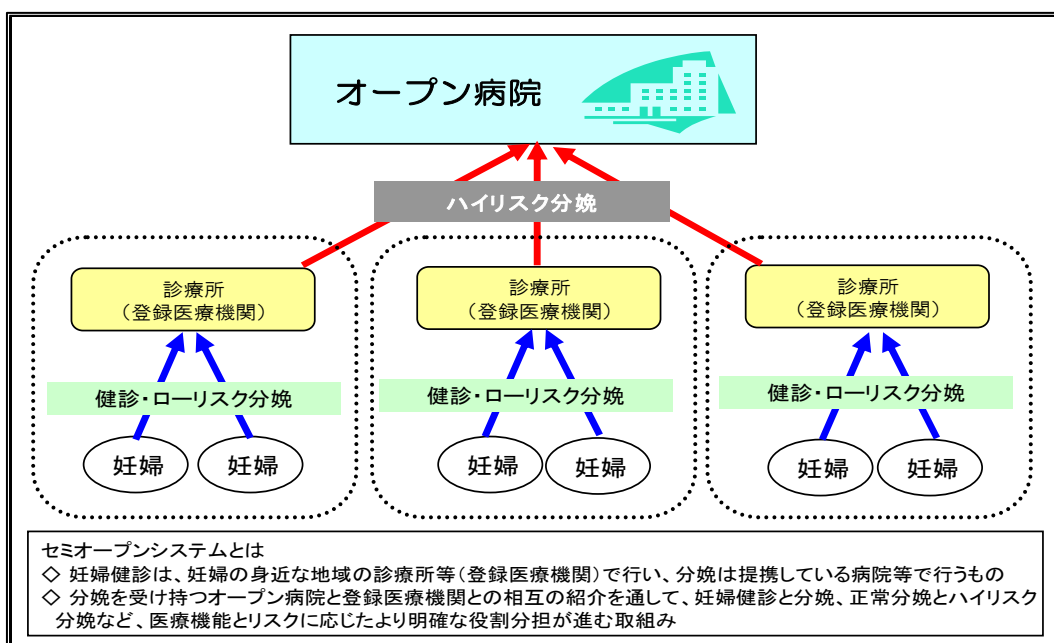 オープン病院
ハイリスク分娩
診療所
(登録医療機関)
診療所
(登録医療機関)
診療所
(登録医療機関)
健診・ローリスク分娩
健診・ローリスク分娩
健診・ローリスク分娩
妊婦
妊婦
妊婦
妊婦
妊婦
妊婦
セミオープンシステムとは
◇ 妊婦健診は、妊婦の身近な地域の診療所等(登録医療機関)で行い、分娩は提携している病院等で行うもの
◇ 分娩を受け持つオープン病院と登録医療機関との相互の紹介を通して、妊婦健診と分娩、正常分娩とハイリスク
分娩など、医療機能とリスクに応じたより明確な役割分担が進む取組み